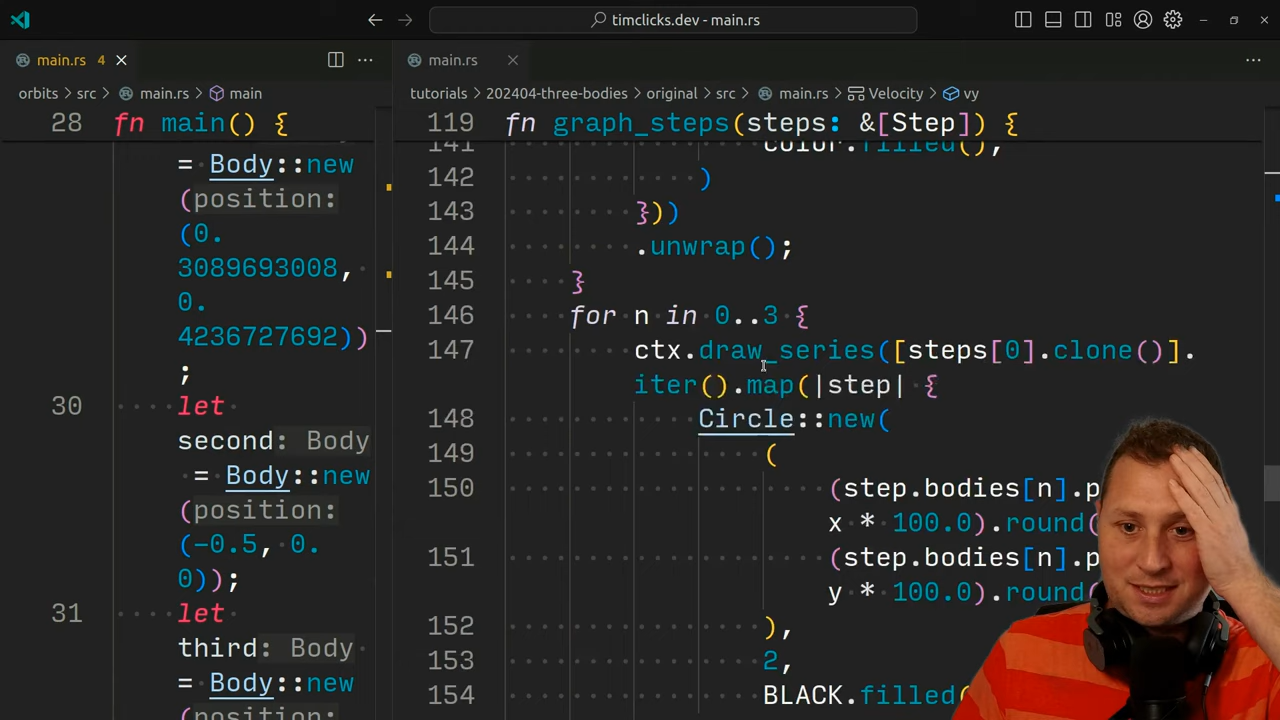 timclicks.dev - main.rs
main.rs 4
main.rs
orbits > src > main.rs > main
tutorials > 202404-three-bodies > original > src > main.rs > Velocity > vy
28 fn main() {
= Body::new
(position:
(0.
3089693008,
0.
4236727692))
;
30 let
second: Body
= Body::new
(position:
(-0.5, 0.
0));
31 let
third: Body
= Body::new
(position:
119 fn graph_steps(steps: &[Step]) {
141 color.filled(),
142 )
143 }))
144 .unwrap();
145 }
146 for n in 0..3 {
147 ctx.draw_series([steps[0].clone()].
iter().map(|step| {
148 Circle::new(
149 (
150 (step.bodies[n].p
x * 100.0).round(
151 (step.bodies[n].p
y * 100.0).round(
152 ),
153 2,
154 BLACK.filled(